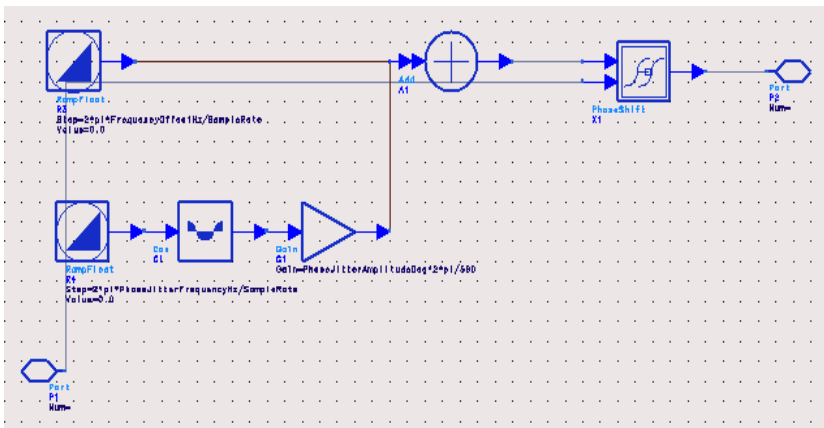 RampFloat
R3
Step=2*pi*FrequencyOffsetHz/SampleRate
Value=0.0
Add
A1
PhaseShift
X1
Port
P2
Num=
RampFloat
R4
Step=2*pi*PhaseJitterFrequencyHz/SampleRate
Value=0.0
Cos
C1
Gain
G1
Gain=PhaseJitterAmplitudeDeg*2*pi/360
Port
P1
Num=